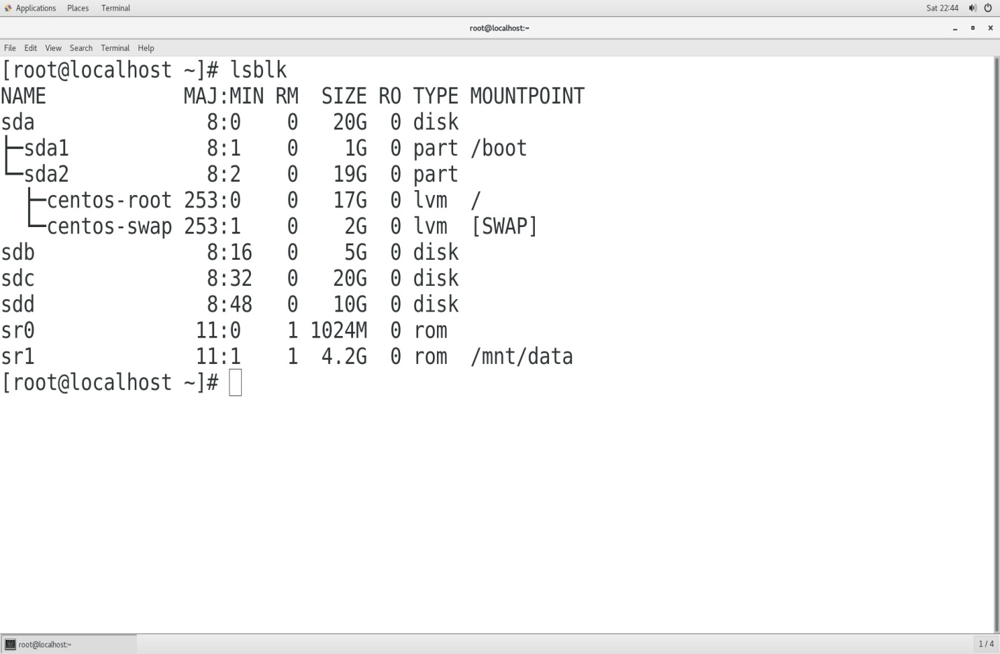 Applications Places Terminal Sat 22:44
root@localhost:~
File Edit View Search Terminal Help
[root@localhost ~]# lsblk
NAME            MAJ:MIN RM  SIZE RO TYPE MOUNTPOINT
sda               8:0    0   20G  0 disk
├─sda1            8:1    0    1G  0 part /boot
└─sda2            8:2    0   19G  0 part
  ├─centos-root 253:0    0   17G  0 lvm  /
  └─centos-swap 253:1    0    2G  0 lvm  [SWAP]
sdb               8:16   0    5G  0 disk
sdc               8:32   0   20G  0 disk
sdd               8:48   0   10G  0 disk
sr0              11:0    1 1024M  0 rom
sr1              11:1    1  4.2G  0 rom  /mnt/data
[root@localhost ~]#
root@localhost:~ 1 / 4